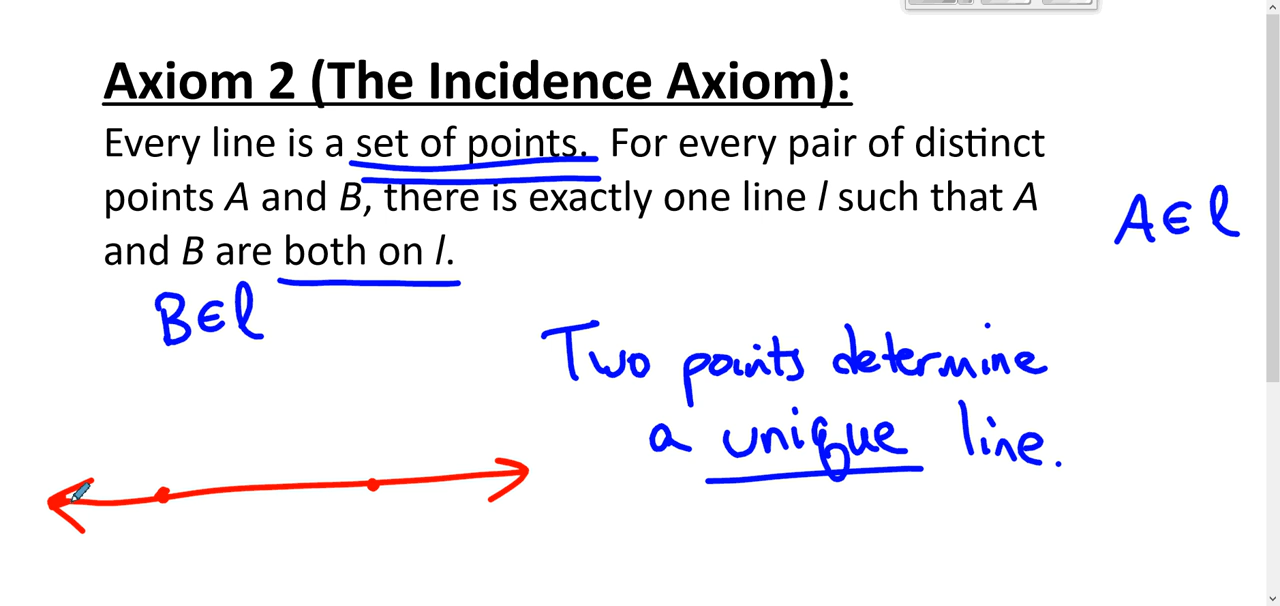 Axiom 2 (The Incidence Axiom):
Every line is a set of points. For every pair of distinct
points A and B, there is exactly one line l such that A
and B are both on l.
A ∈ l
B ∈ l
Two points determine
a unique line.